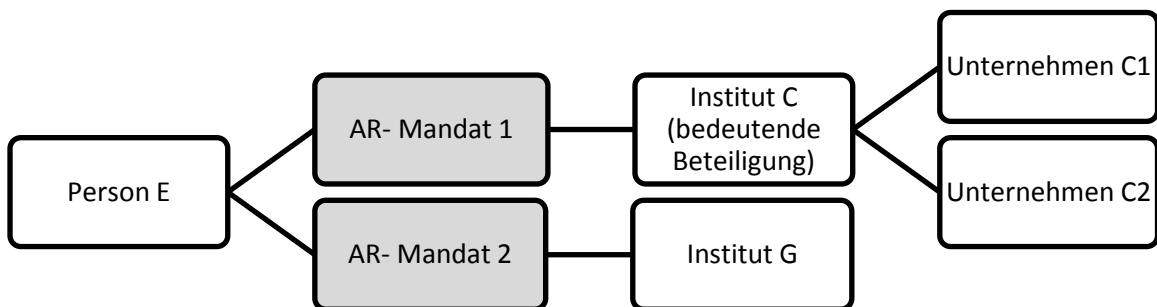 Person E
AR- Mandat 1
AR- Mandat 2
Institut C
(bedeutende
Beteiligung)
Institut G
Unternehmen C1
Unternehmen C2